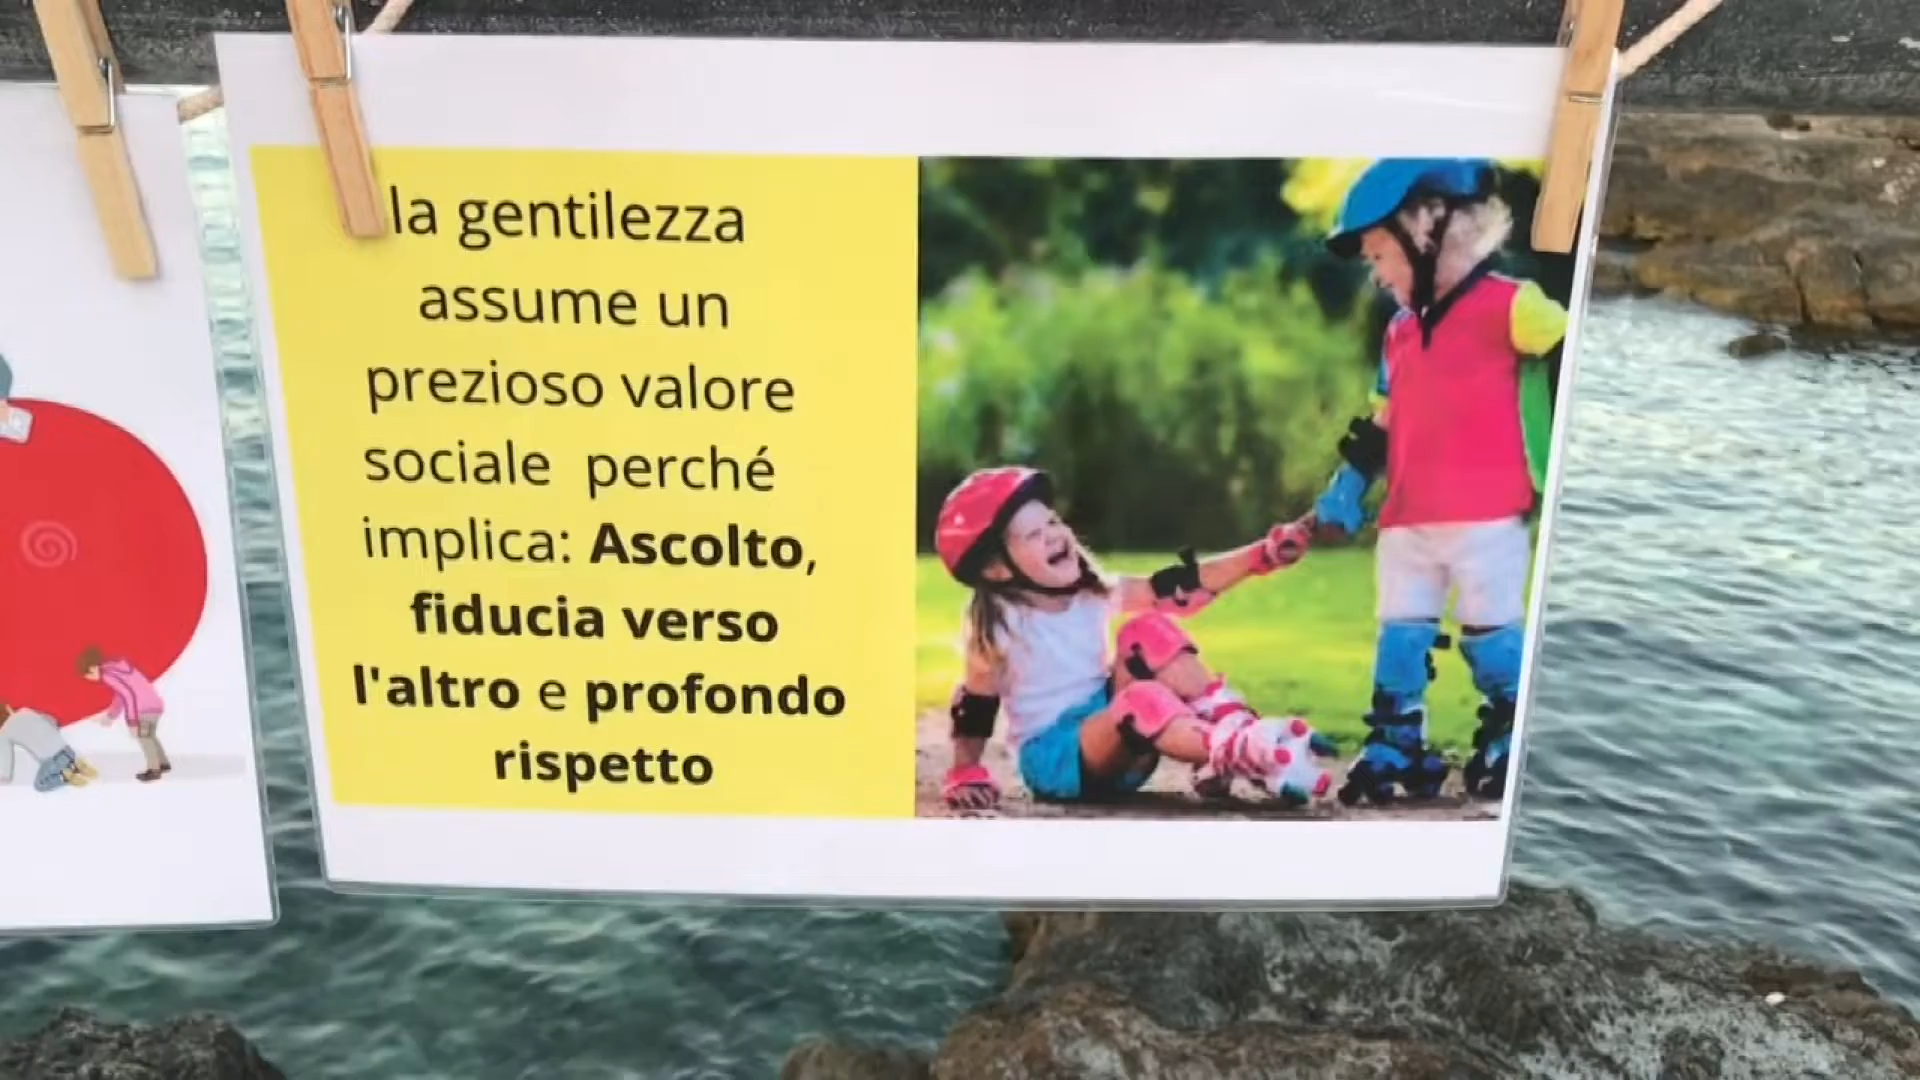 la gentilezza
assume un
prezioso valore
sociale perché
implica: Ascolto,
fiducia verso
l'altro e profondo
rispetto